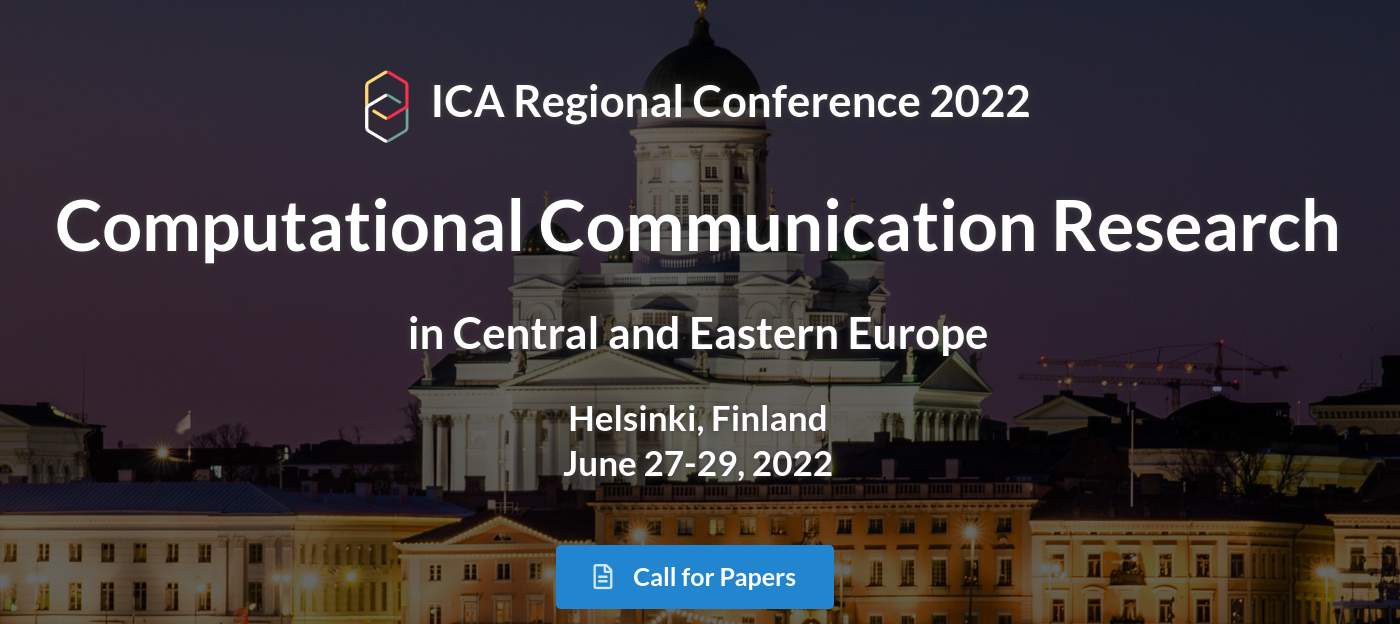 ICA Regional Conference 2022
Computational Communication Research
in Central and Eastern Europe
Helsinki, Finland
June 27-29, 2022
Call for Papers